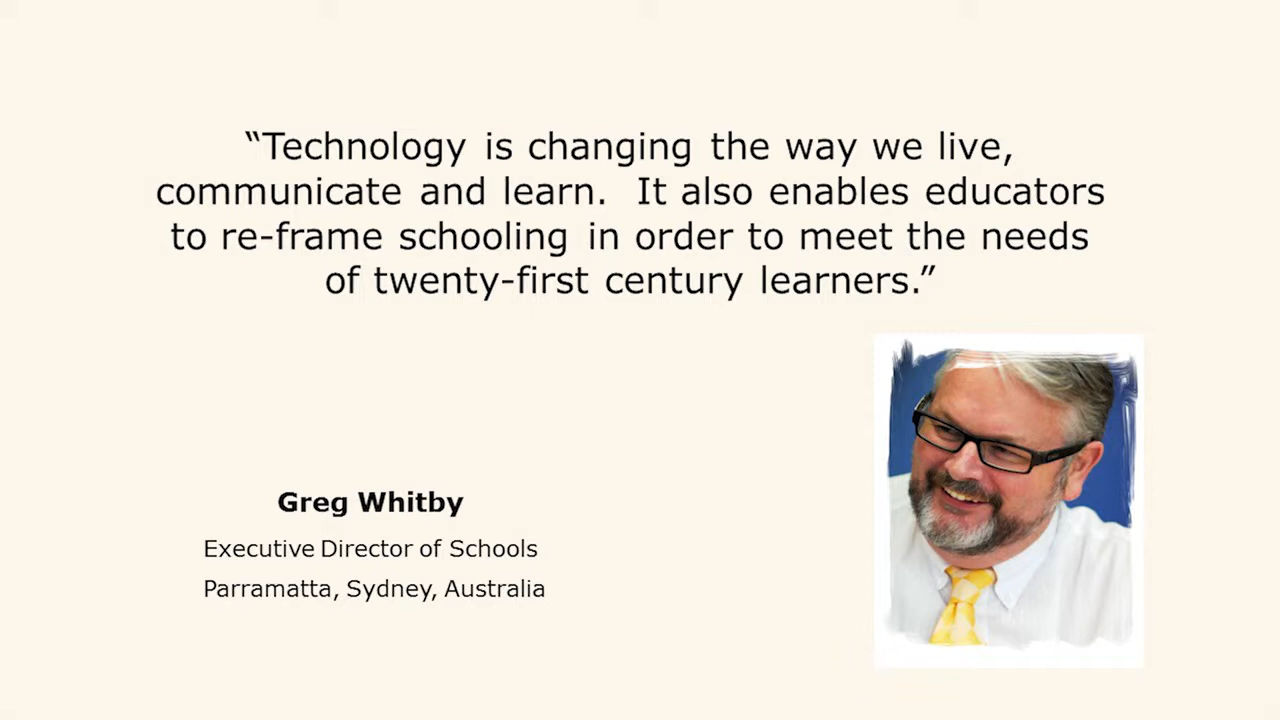 “Technology is changing the way we live,
communicate and learn.  It also enables educators
to re-frame schooling in order to meet the needs
of twenty-first century learners.”
Greg Whitby
Executive Director of Schools
Parramatta, Sydney, Australia